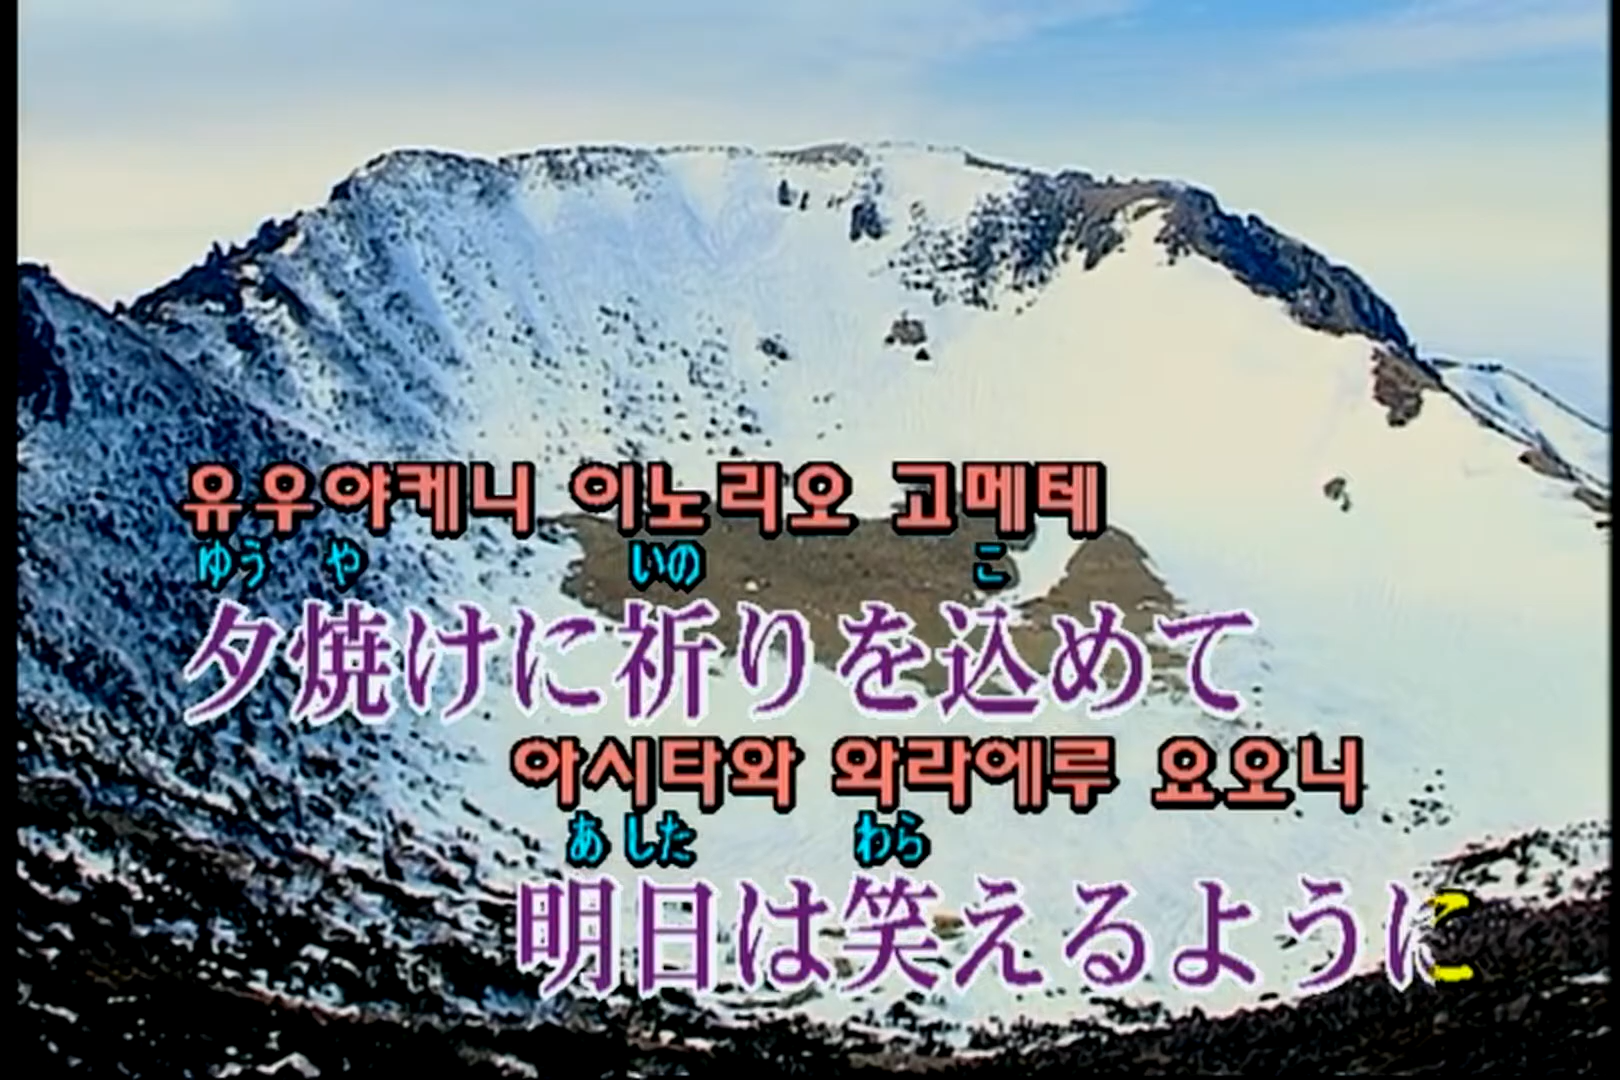 유우야케니 이노리오 고메테
ゆう や いの こ
夕焼けに祈りを込めて
아시타와 와라에루 요오니
あ した わら
明日は笑えるように